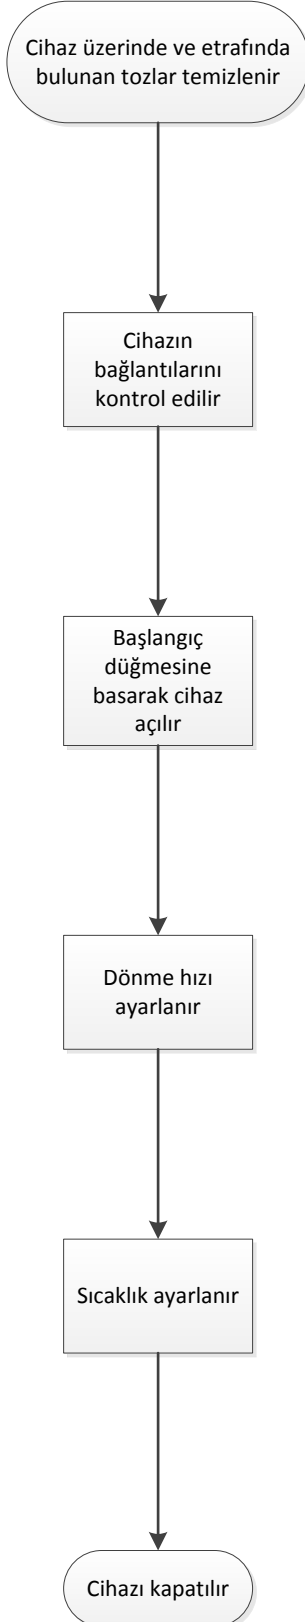 Cihaz üzerinde ve etrafında
bulunan tozlar temizlenir
Cihazın
bağlantılarını
kontrol edilir
Başlangıç
düğmesine
basarak cihaz
açılır
Dönme hızı
ayarlanır
Sıcaklık ayarlanır
Cihazı kapatılır